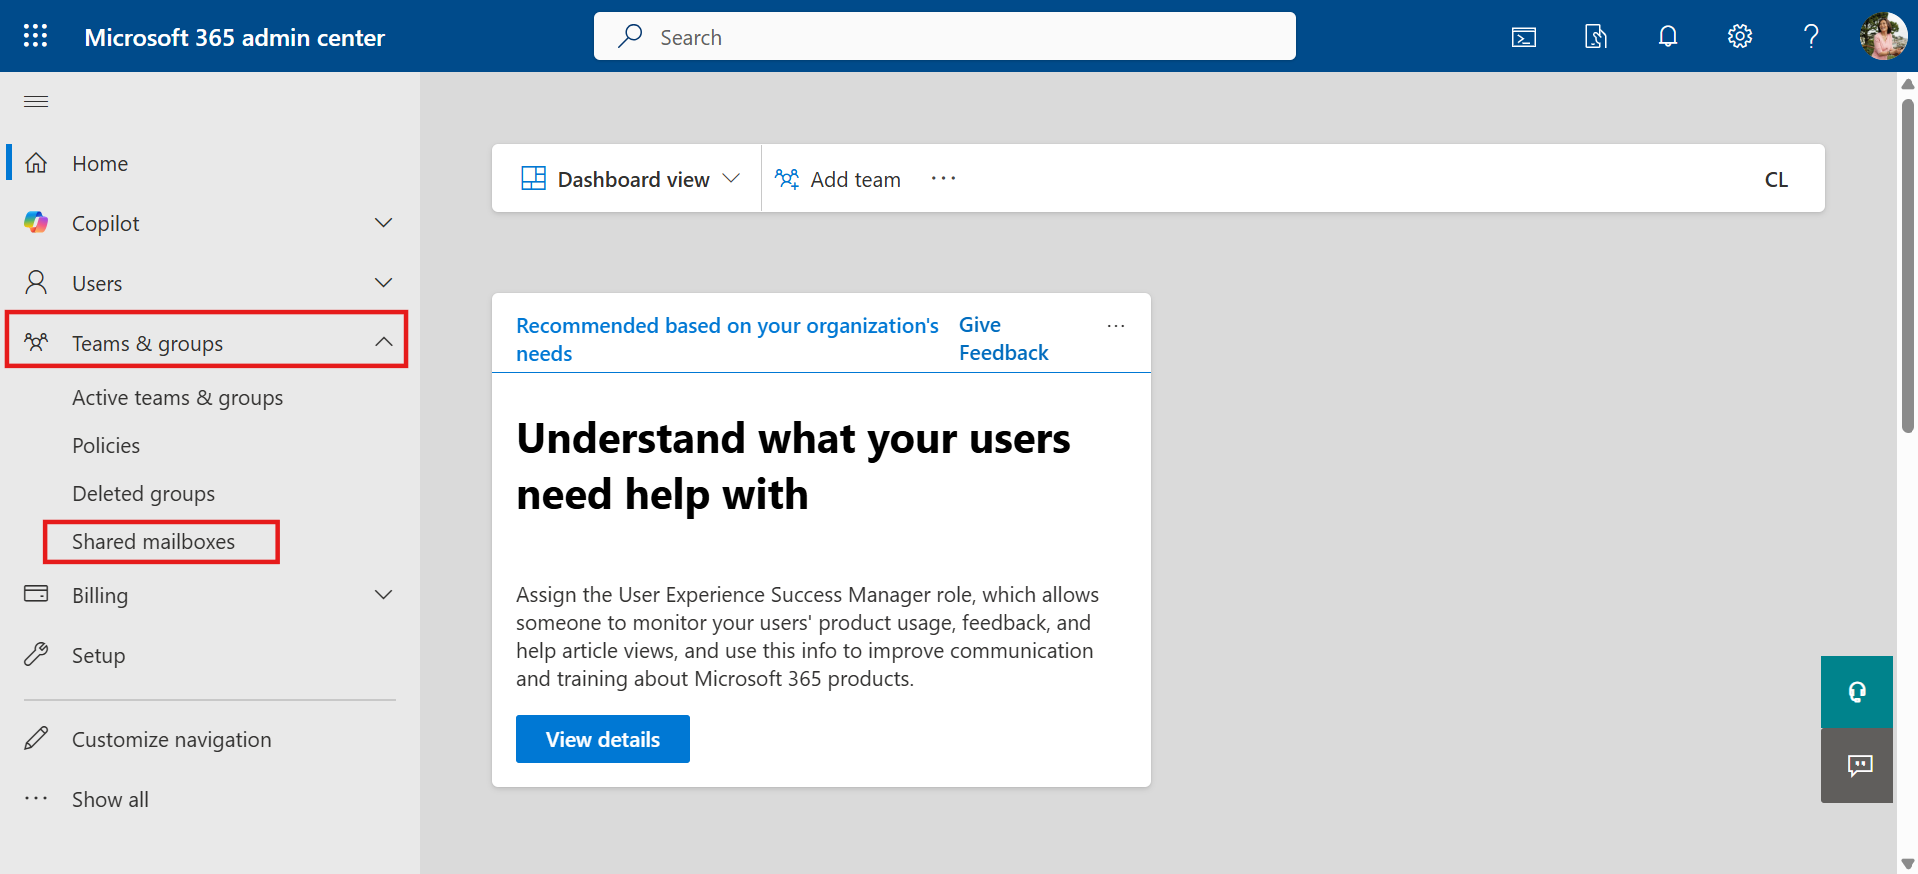 Microsoft 365 admin center
Search
Home
Copilot
Users
Teams & groups
Active teams & groups
Policies
Deleted groups
Shared mailboxes
Billing
Setup
Customize navigation
Show all
Dashboard view
Add team
CL
Recommended based on your organization's
needs
Give
Feedback
Understand what your users
need help with
Assign the User Experience Success Manager role, which allows
someone to monitor your users' product usage, feedback, and
help article views, and use this info to improve communication
and training about Microsoft 365 products.
View details